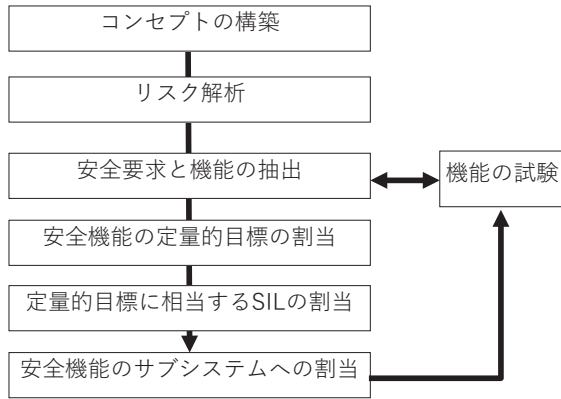 コンセプトの構築
リスク解析
安全要求と機能の抽出
機能の試験
安全機能の定量的目標の割当
定量的目標に相当するSILの割当
安全機能のサブシステムへの割当